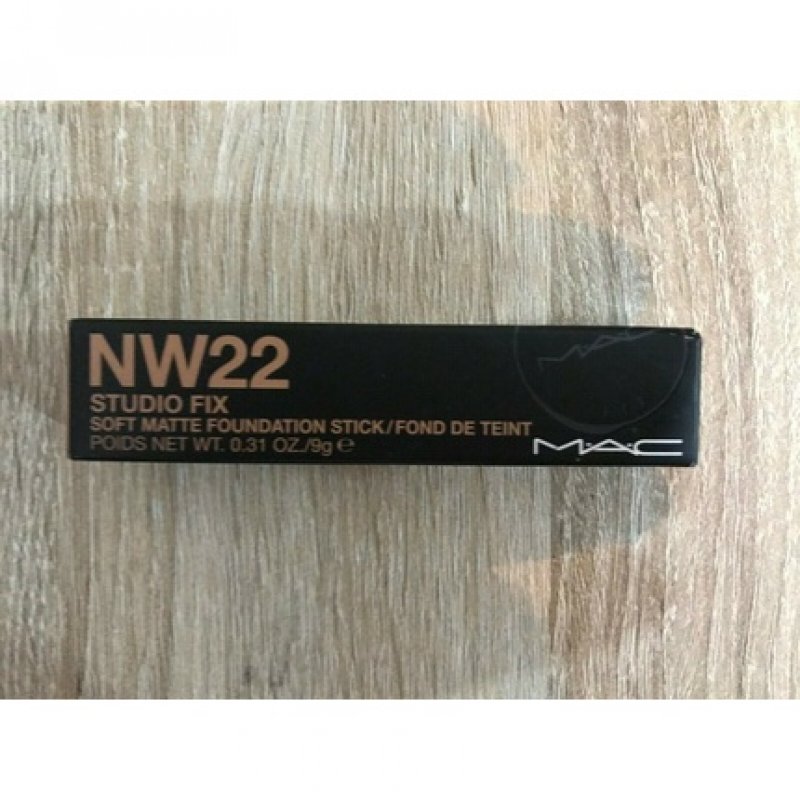 NW22
STUDIO FIX
SOFT MATTE FOUNDATION STICK/FOND DE TEINT
POIDS NET WT. 0.31 OZ./9g ℮
M·A·C
MAC